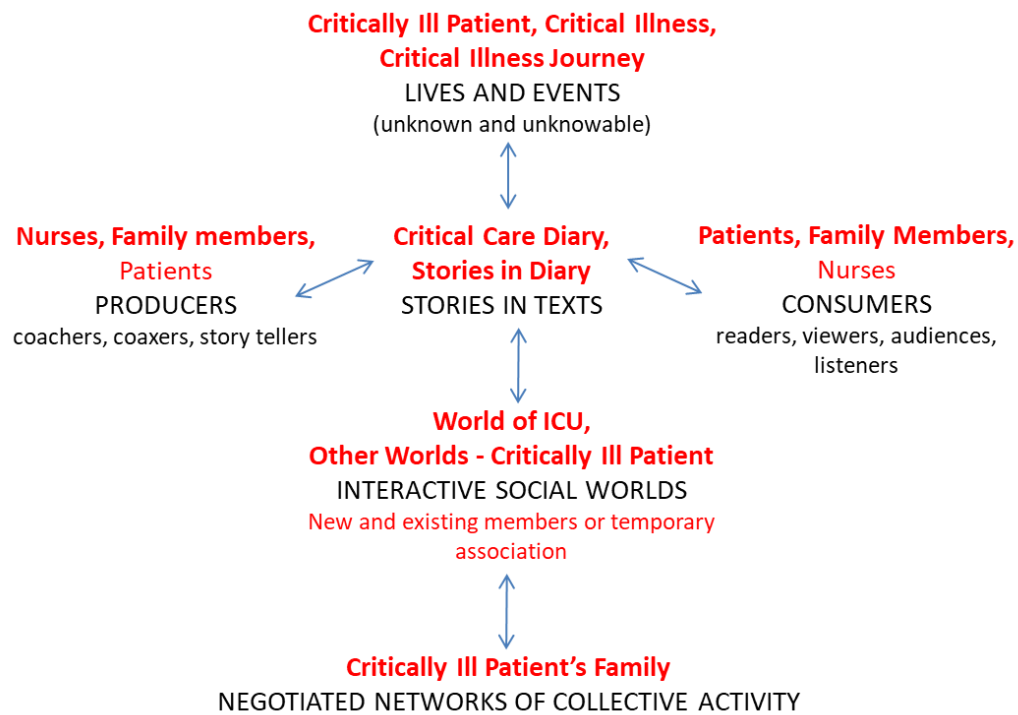 Critically Ill Patient, Critical Illness,
Critical Illness Journey
LIVES AND EVENTS
(unknown and unknowable)
Nurses, Family members,
Patients
PRODUCERS
coachers, coaxers, story tellers
Critical Care Diary,
Stories in Diary
STORIES IN TEXTS
Patients, Family Members,
Nurses
CONSUMERS
readers, viewers, audiences,
listeners
World of ICU,
Other Worlds - Critically Ill Patient
INTERACTIVE SOCIAL WORLDS
New and existing members or temporary
association
Critically Ill Patient’s Family
NEGOTIATED NETWORKS OF COLLECTIVE ACTIVITY